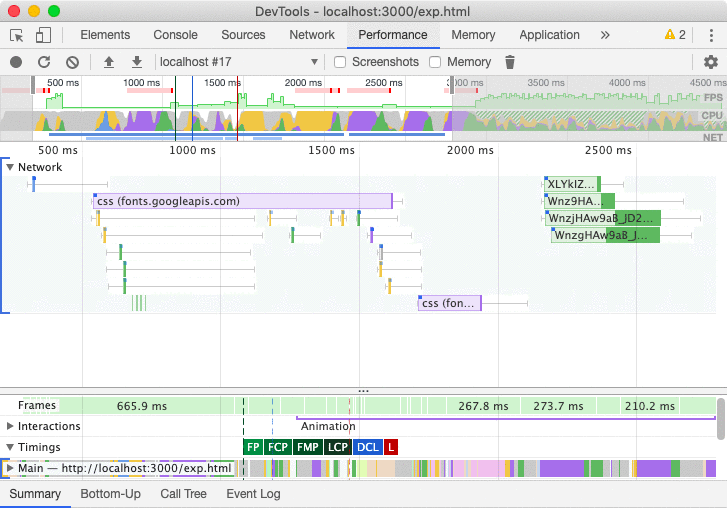 DevTools - localhost:3000/exp.html
Elements Console Sources Network Performance Memory Application » 2
localhost #17 Screenshots Memory
500 ms 1000 ms 1500 ms 2000 ms 2500 ms 3000 ms 3500 ms 4000 ms 4500 ms
FPS
CPU
NET
500 ms 1000 ms 1500 ms 2000 ms 2500 ms
Network
XLYkIZ...
css (fonts.googleapis.com) Wnz9HA...
WnzjHAw9aB_JD2...
WnzgHAw9aB_J...
css (fon...
...
Frames 665.9 ms 267.8 ms 273.7 ms 210.2 ms
Interactions Animation
Timings FP FCP FMP LCP DCL L
Main — http://localhost:3000/exp.html
Summary Bottom-Up Call Tree Event Log